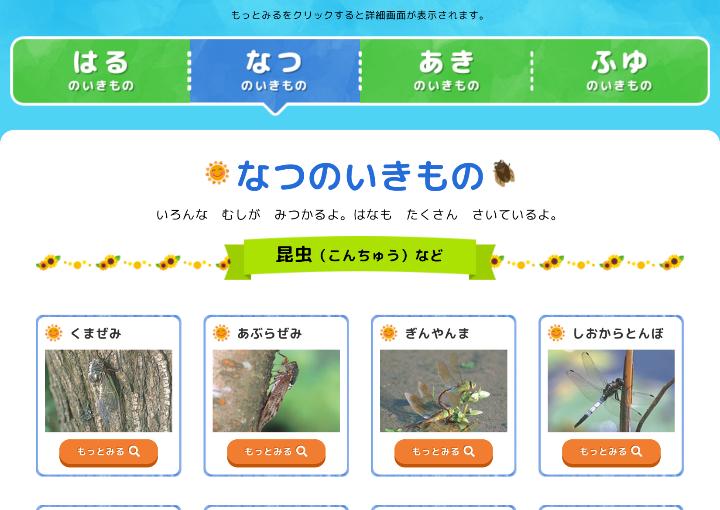 もっとみるをクリックすると詳細画面が表示されます。
はる なつ あき ふゆ
のいきもの のいきもの のいきもの のいきもの
なつのいきもの
いろんな　むしが　みつかるよ。はなも　たくさん　さいているよ。
昆虫（こんちゅう）など
くまぜみ あぶらぜみ ぎんやんま しおからとんぼ
もっとみる もっとみる もっとみる もっとみる